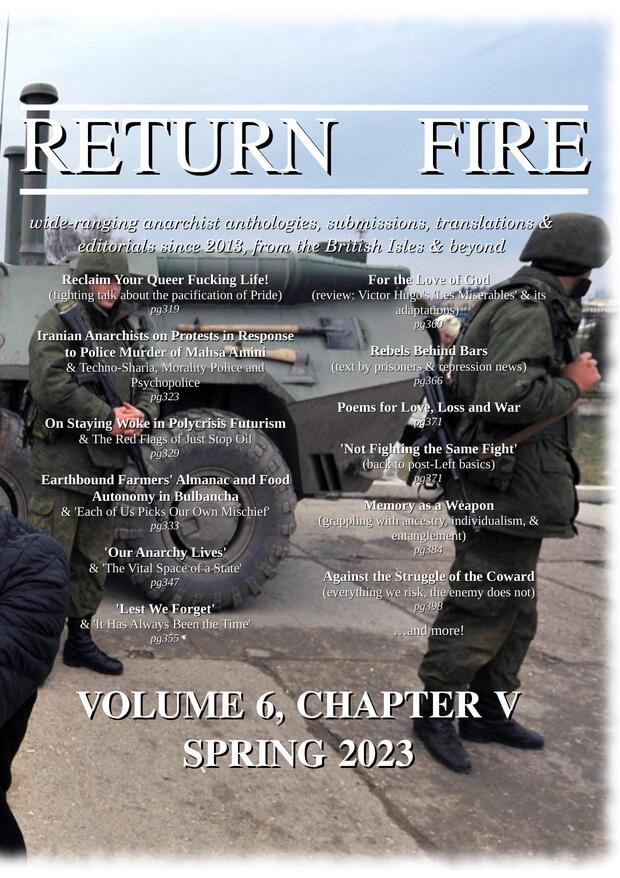 RETURN FIRE
wide-ranging anarchist anthologies, submissions, translations &
editorials since 2013, from the British Isles & beyond
Reclaim Your Queer Fucking Life!
(fighting talk about the pacification of Pride)
pg319
Iranian Anarchists on Protests in Response
to Police Murder of Mahsa Amini
& Techno-Sharia, Morality Police and
Psychopolice
pg323
On Staying Woke in Polycrisis Futurism
& The Red Flags of Just Stop Oil
pg329
Earthbound Farmers' Almanac and Food
Autonomy in Bulbancha
& 'Each of Us Picks Our Own Mischief'
pg333
'Our Anarchy Lives'
& 'The Vital Space of a State'
pg347
'Lest We Forget'
& 'It Has Always Been the Time'
pg355
For the Love of God
(review: Victor Hugo's 'Les Miserables' & its
adaptations)
pg360
Rebels Behind Bars
(text by prisoners & repression news)
pg366
Poems for Love, Loss and War
pg371
'Not Fighting the Same Fight'
(back to post-Left basics)
pg371
Memory as a Weapon
(grappling with ancestry, individualism, &
entanglement)
pg384
Against the Struggle of the Coward
(everything we risk, the enemy does not)
pg398
…and more!
VOLUME 6, CHAPTER V
SPRING 2023